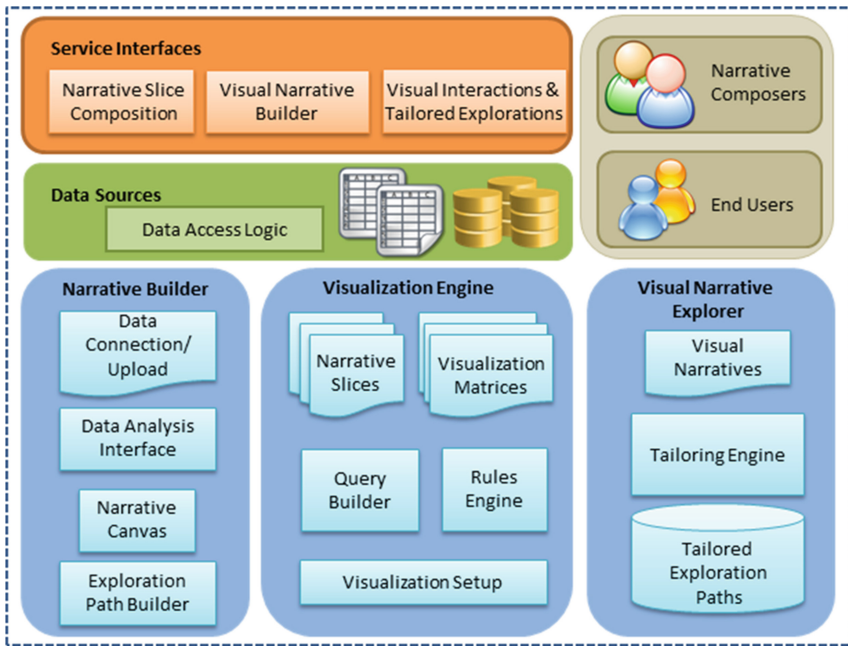 Service Interfaces
Narrative Slice
Composition
Visual Narrative
Builder
Visual Interactions &
Tailored Explorations
Narrative
Composers
End Users
Data Sources
Data Access Logic
Narrative Builder
Data
Connection/
Upload
Data Analysis
Interface
Narrative
Canvas
Exploration
Path Builder
Visualization Engine
Narrative
Slices
Visualization
Matrices
Query
Builder
Rules
Engine
Visualization Setup
Visual Narrative
Explorer
Visual
Narratives
Tailoring Engine
Tailored
Exploration
Paths